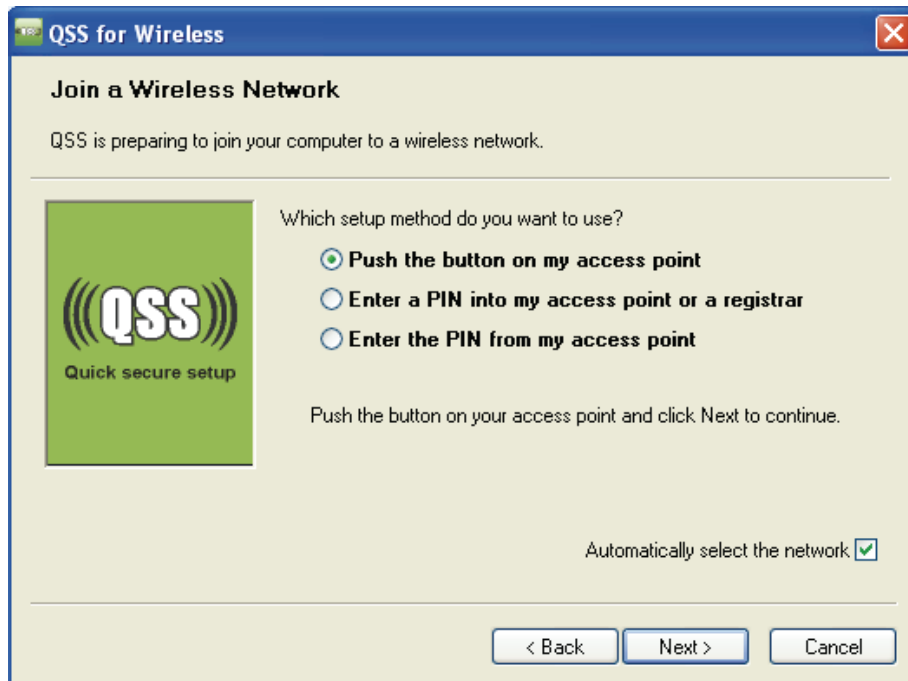 QSS for Wireless
Join a Wireless Network
QSS is preparing to join your computer to a wireless network.
Which setup method do you want to use?
Push the button on my access point
Enter a PIN into my access point or a registrar
Enter the PIN from my access point
QSS
Quick secure setup
Push the button on your access point and click Next to continue.
Automatically select the network
< Back
Next >
Cancel